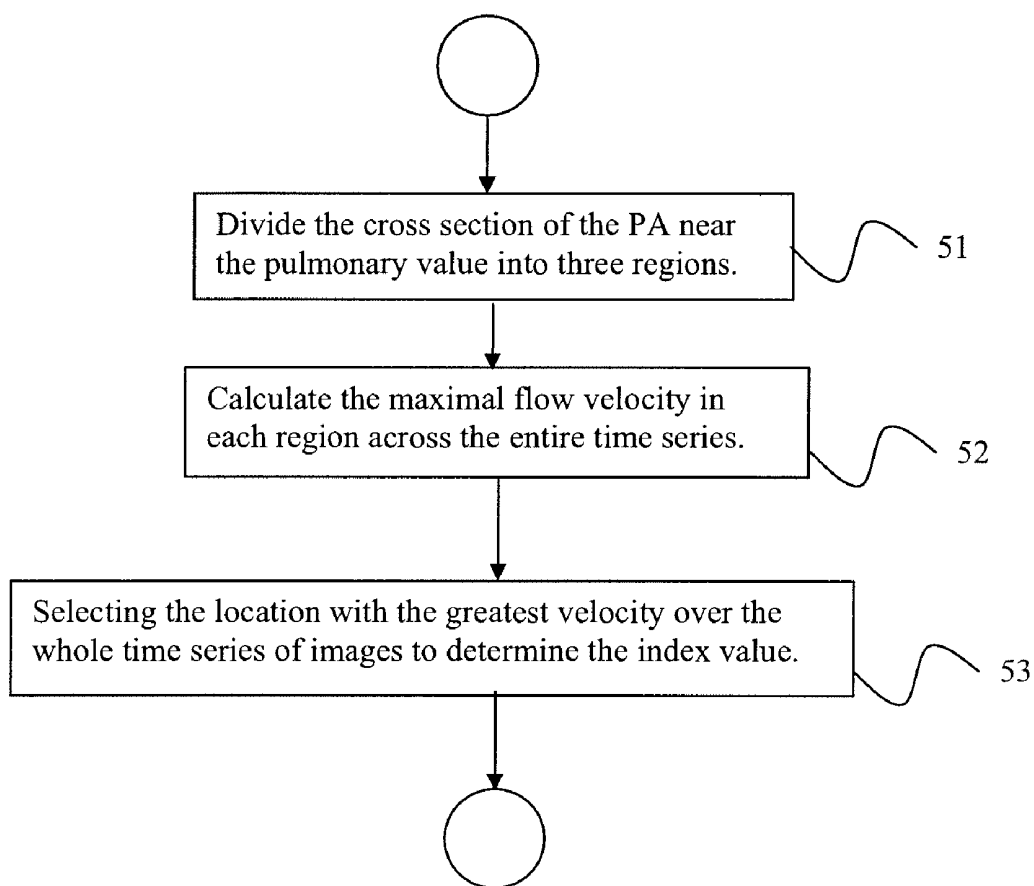 Divide the cross section of the PA near
the pulmonary value into three regions.
51
Calculate the maximal flow velocity in
each region across the entire time series.
52
Selecting the location with the greatest velocity over the
whole time series of images to determine the index value.
53